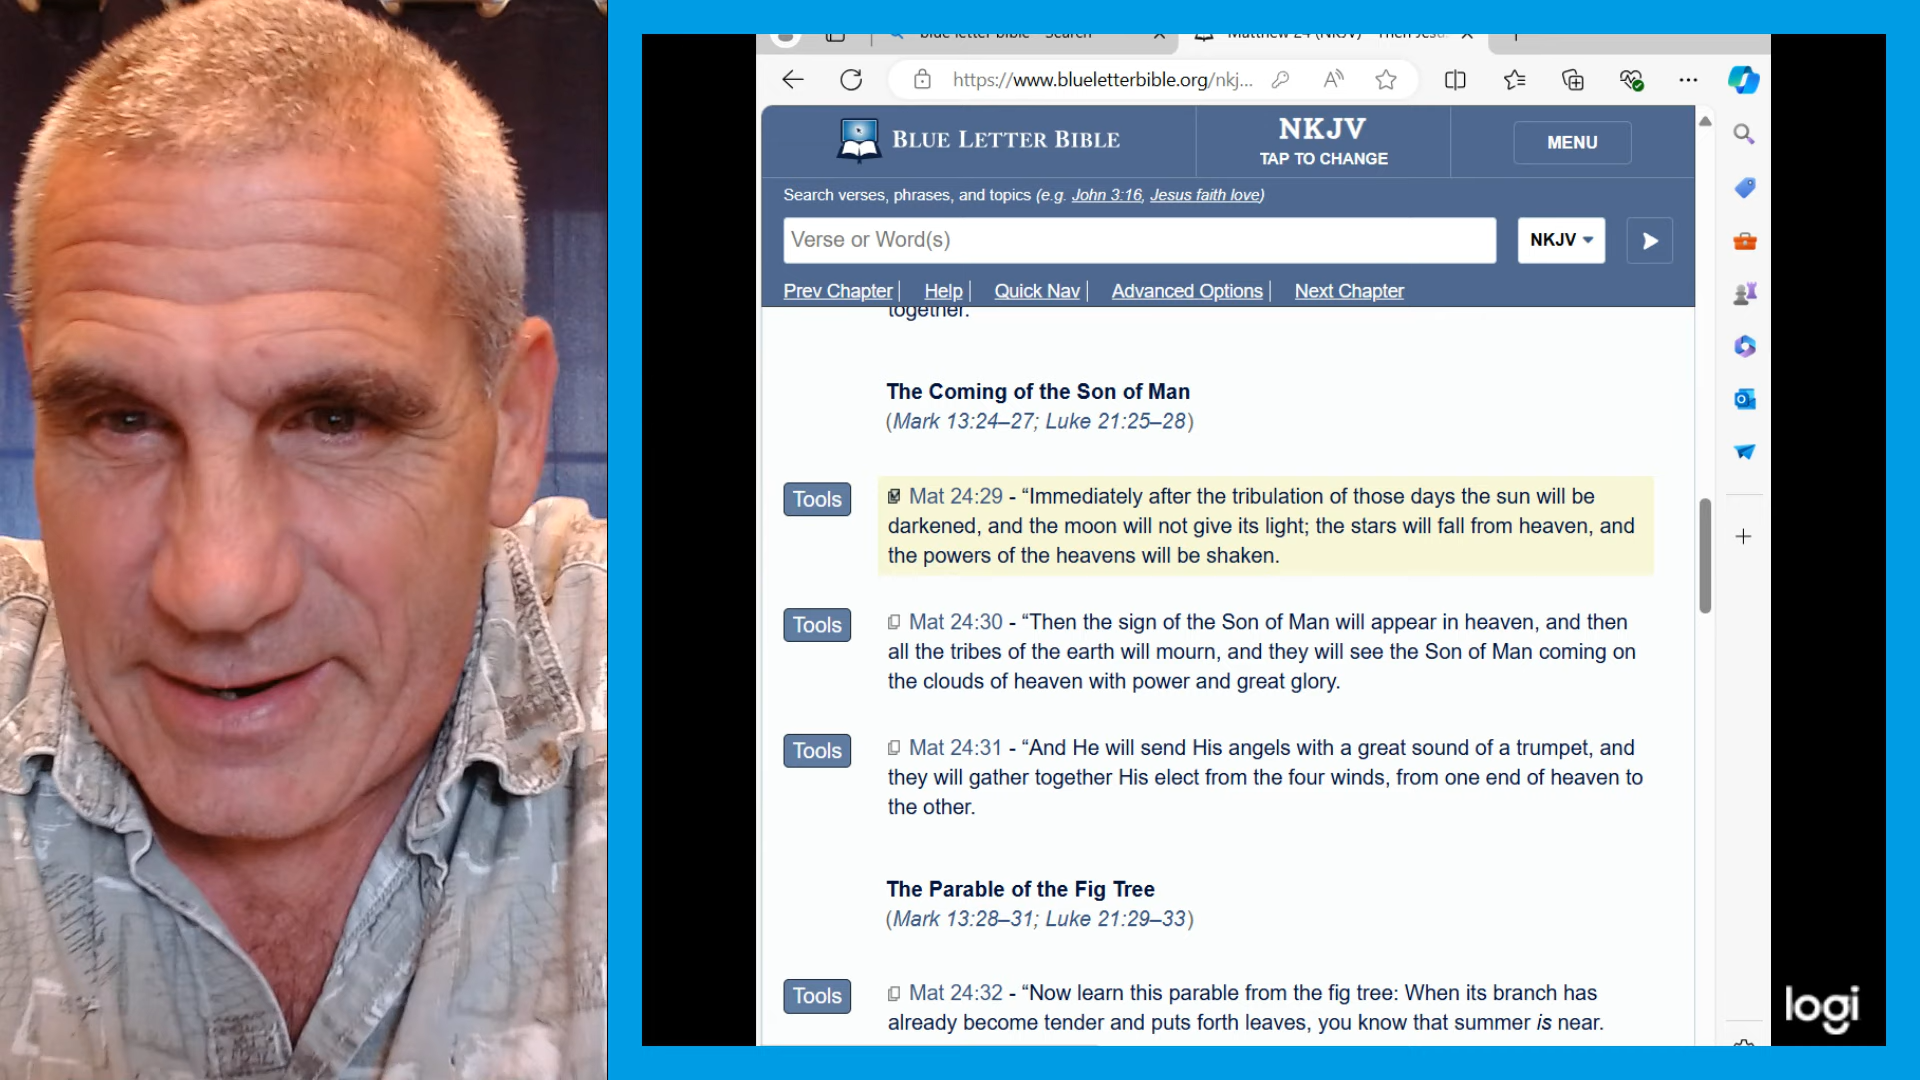 blue letter bible - Search
Matthew 24 (NKJV) - Then Jesu
https://www.blueletterbible.org/nkj...
BLUE LETTER BIBLE
NKJV
TAP TO CHANGE
MENU
Search verses, phrases, and topics (e.g. John 3:16, Jesus faith love)
Verse or Word(s)
NKJV
Prev Chapter | Help | Quick Nav | Advanced Options | Next Chapter
together.
The Coming of the Son of Man
(Mark 13:24–27; Luke 21:25–28)
Tools
Mat 24:29 - “Immediately after the tribulation of those days the sun will be
darkened, and the moon will not give its light; the stars will fall from heaven, and
the powers of the heavens will be shaken.
Tools
Mat 24:30 - “Then the sign of the Son of Man will appear in heaven, and then
all the tribes of the earth will mourn, and they will see the Son of Man coming on
the clouds of heaven with power and great glory.
Tools
Mat 24:31 - “And He will send His angels with a great sound of a trumpet, and
they will gather together His elect from the four winds, from one end of heaven to
the other.
The Parable of the Fig Tree
(Mark 13:28–31; Luke 21:29–33)
Tools
Mat 24:32 - “Now learn this parable from the fig tree: When its branch has
already become tender and puts forth leaves, you know that summer is near.
logi